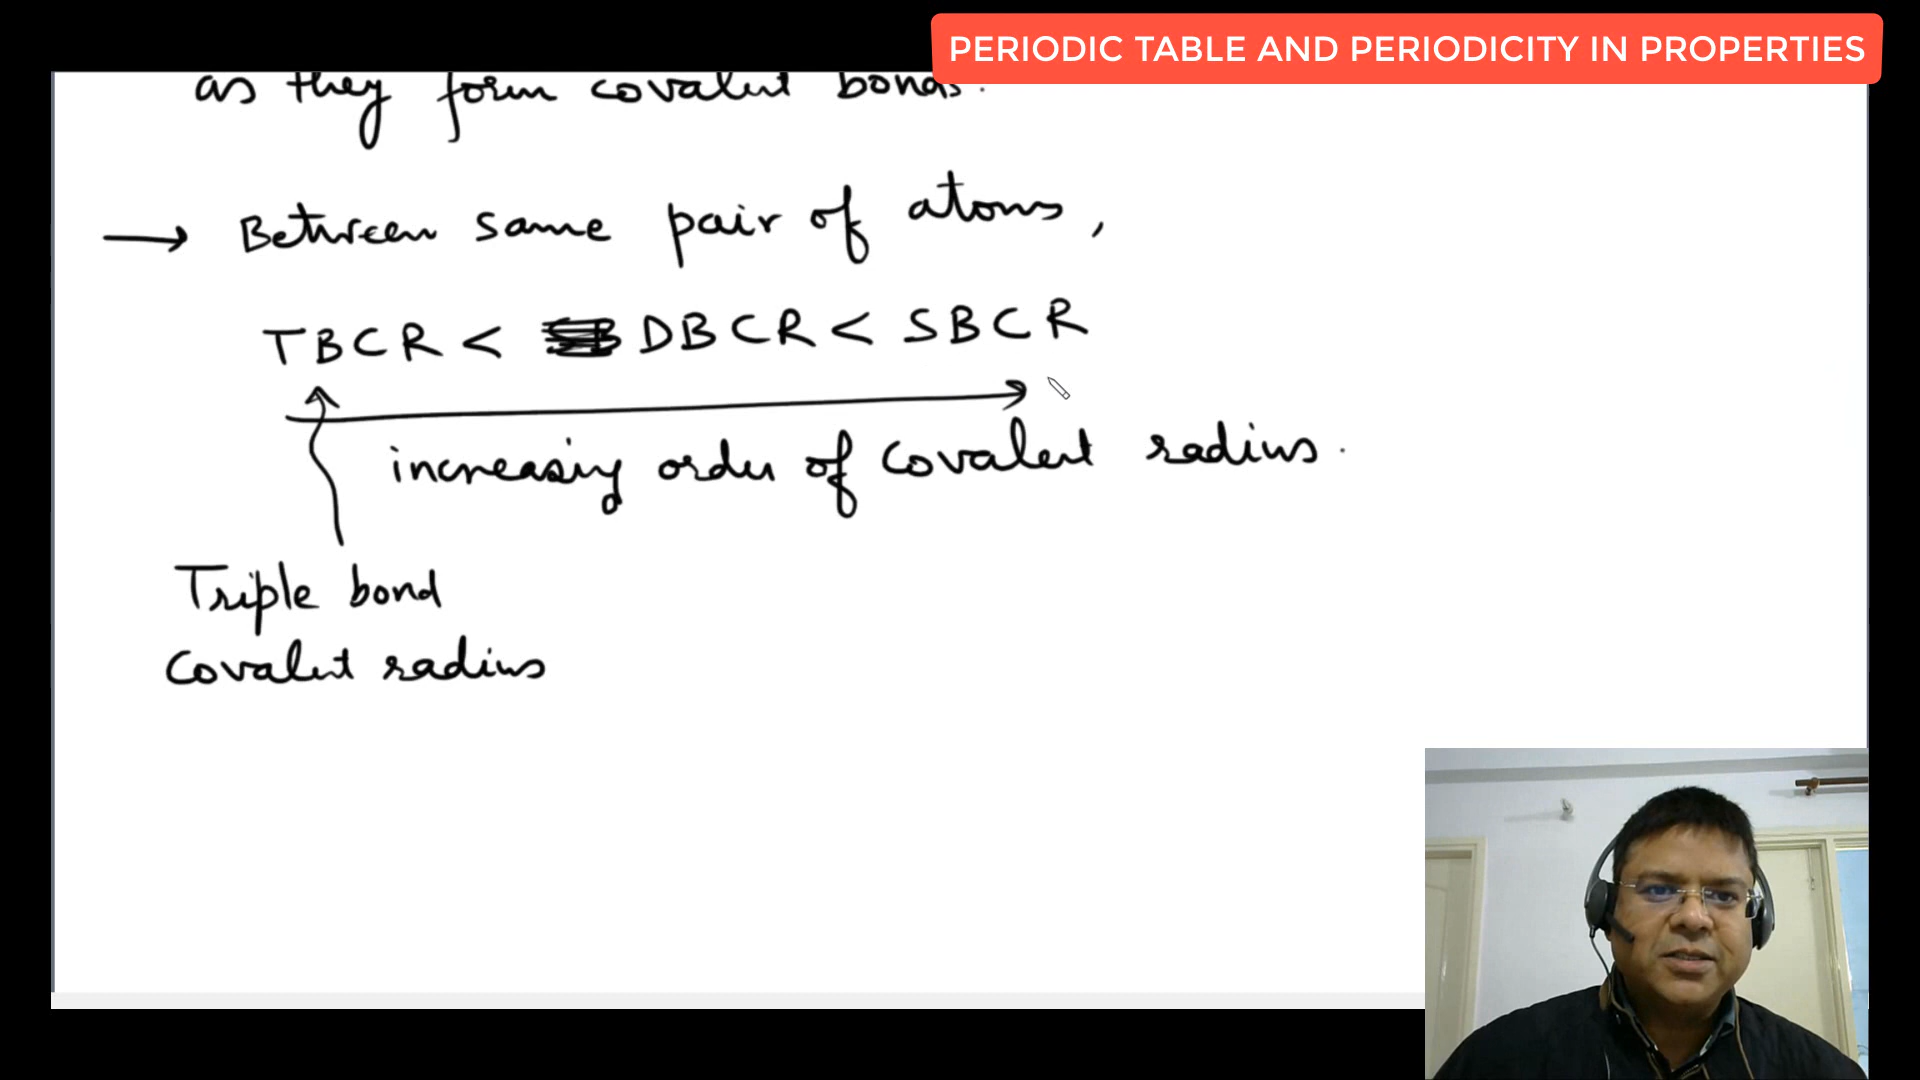 PERIODIC TABLE AND PERIODICITY IN PROPERTIES
as they form covalent bonds.
→ Between same pair of atoms,
TBCR < DBCR < SBCR
increasing order of covalent radius.
Triple bond
Covalent radius